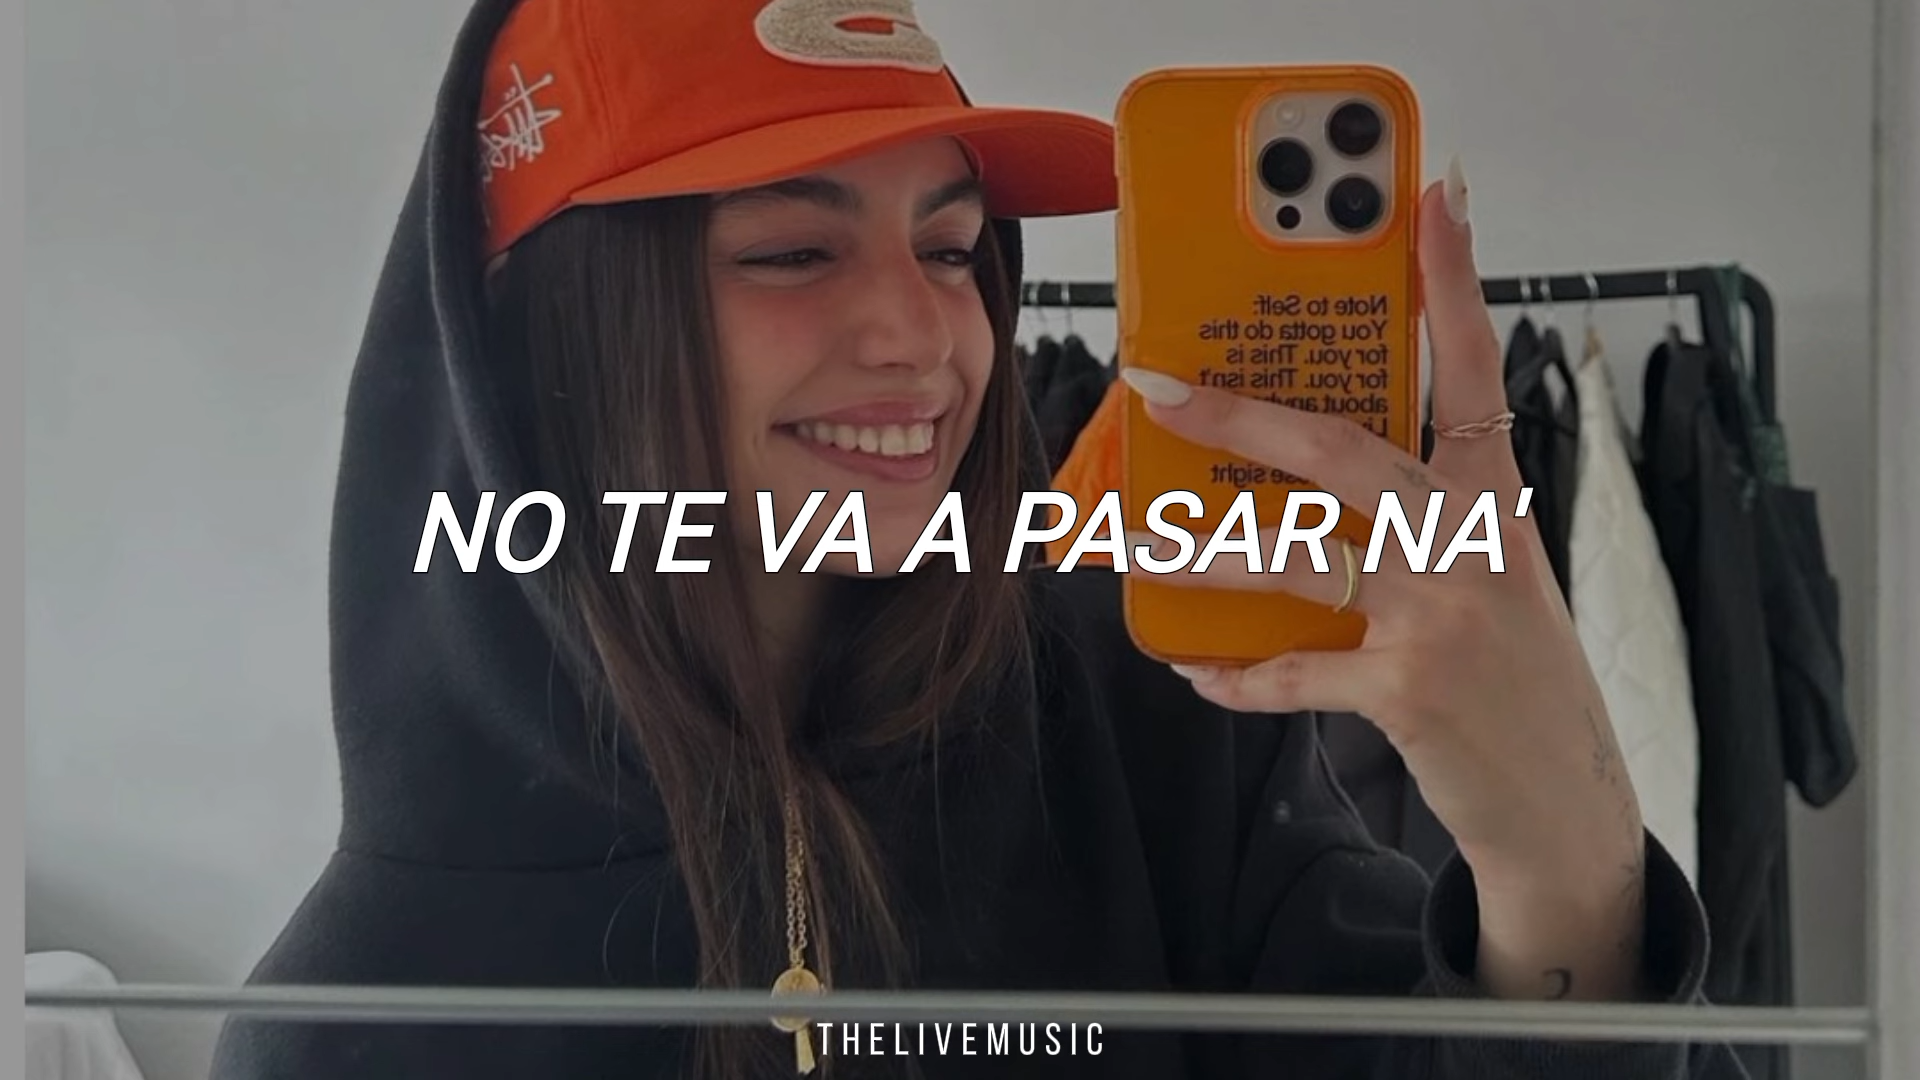 Note to Self:
You gotta do this
for you. This is
for you. This isn't
about
NO TE VA A PASAR NA'
THELIVEMUSIC